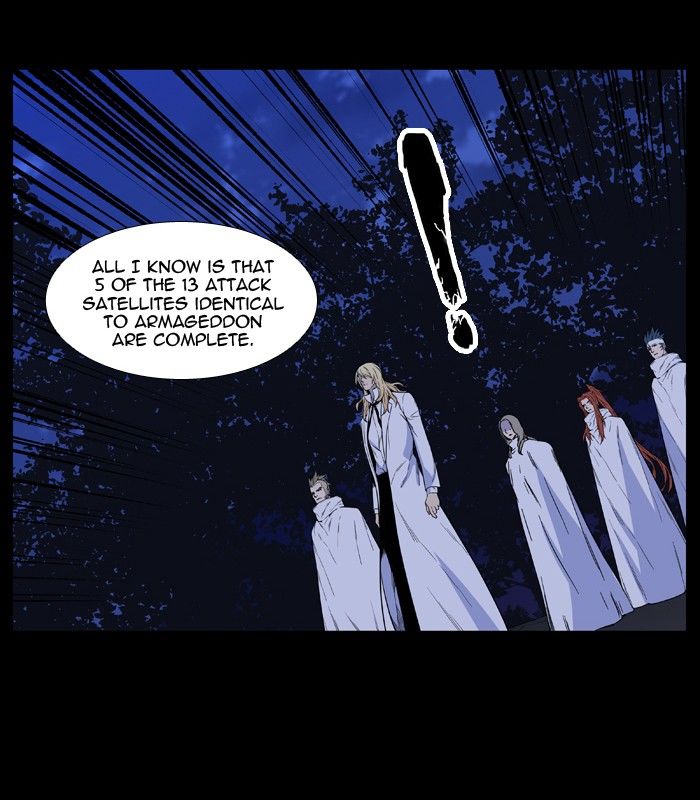 ALL I KNOW IS THAT
5 OF THE 13 ATTACK
SATELLITES IDENTICAL
TO ARMAGEDDON
ARE COMPLETE.
!